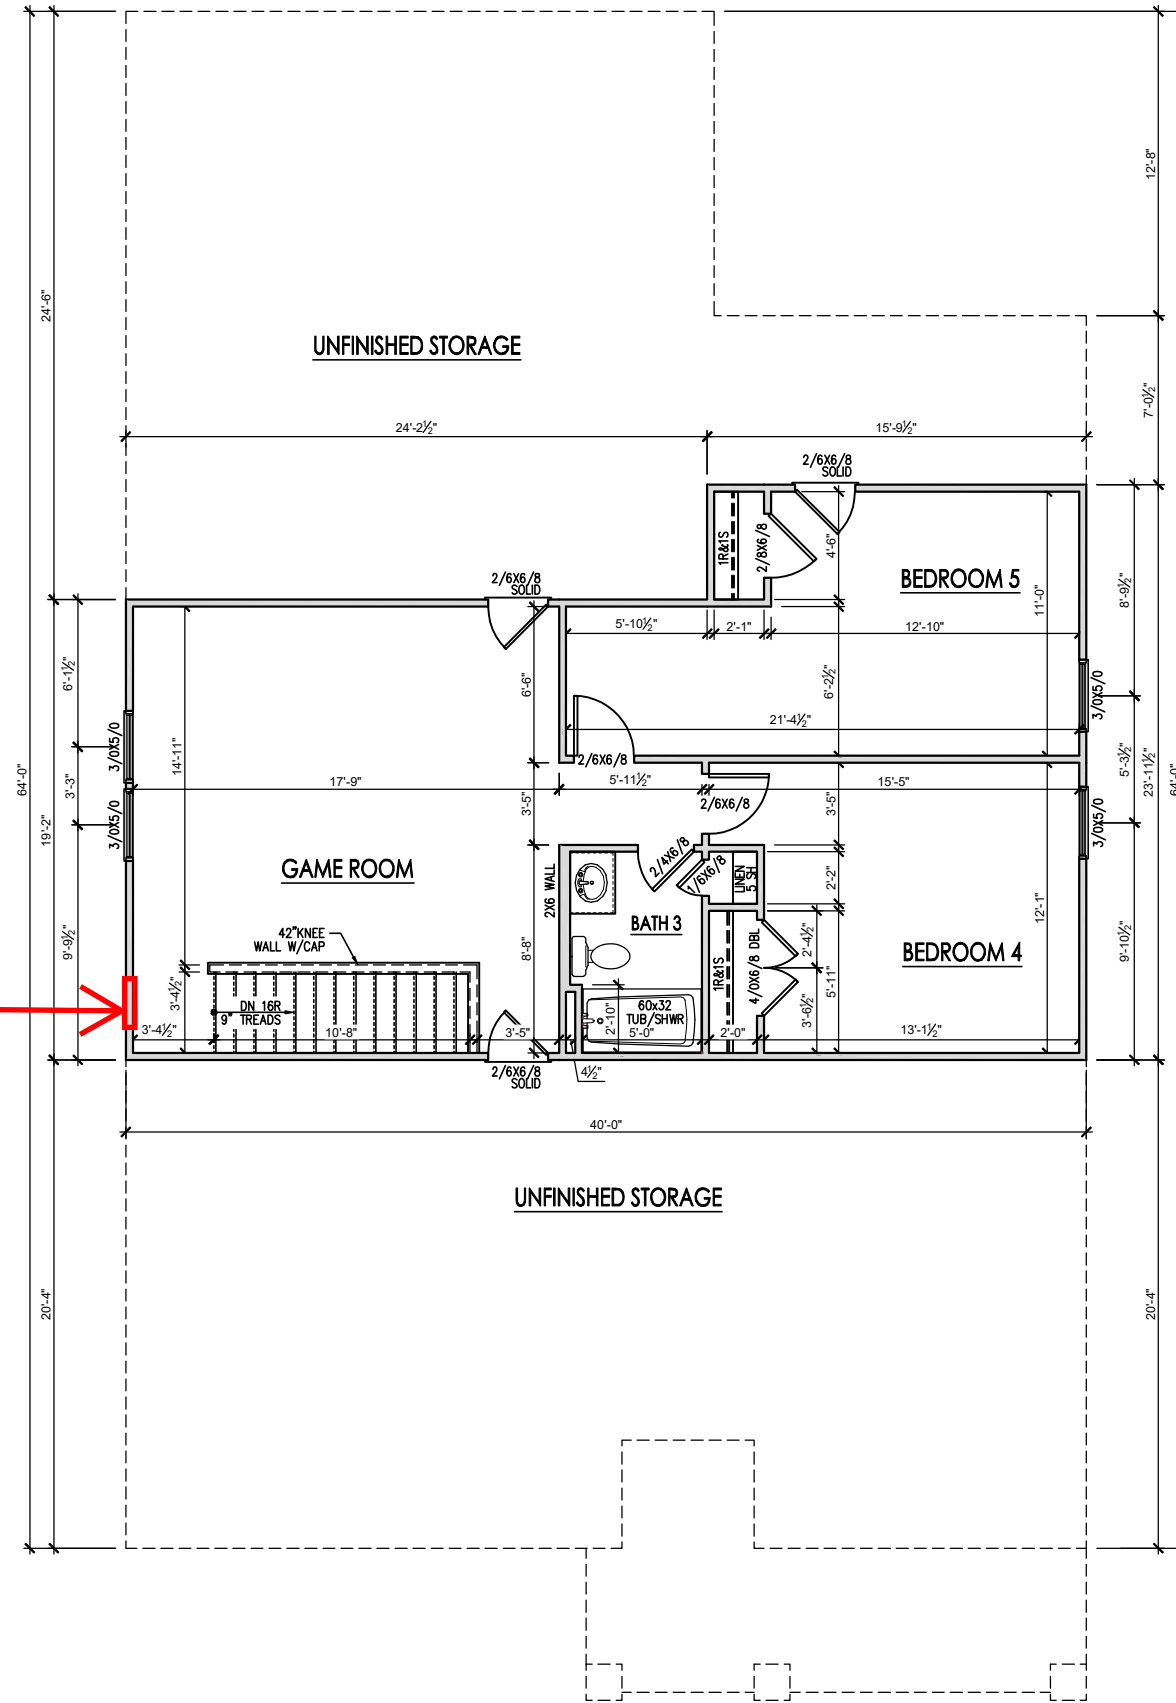 12'-8"
24'-6"
UNFINISHED STORAGE
7'-0½"
24'-2½"
15'-9½"
2/6X6/8
SOLID
1R&1S
2/8X6/8
4'-6"
BEDROOM 5
11'-0"
8'-9½"
2/6X6/8
SOLID
5'-10½"
2'-1"
12'-10"
6'-1½"
6'-6"
6'-2½"
3/0X5/0
21'-4½"
3/0X5/0
14'-11"
2/6X6/8
5'-3½"
23'-11½"
64'-0"
64'-0"
3'-3"
17'-9"
5'-11½"
15'-5"
19'-2"
3/0X5/0
3'-5"
2/6X6/8
3'-5"
3/0X5/0
GAME ROOM
2X6 WALL
2/4X6/8
1/6X6/8
LINEN
5 SH
2'-2"
12'-1"
BATH 3
42"KNEE
WALL W/CAP
9'-9½"
8'-8"
1R&1S
4/0X6/8 DBL
2'-4½"
BEDROOM 4
9'-10½"
3'-4½"
DN 16R
9" TREADS
2'-10"
60x32
TUB/SHWR
5'-11"
3'-6½"
3'-4½"
10'-8"
3'-5"
5'-0"
2'-0"
13'-1½"
2/6X6/8
SOLID
4½"
40'-0"
UNFINISHED STORAGE
20'-4"
20'-4"